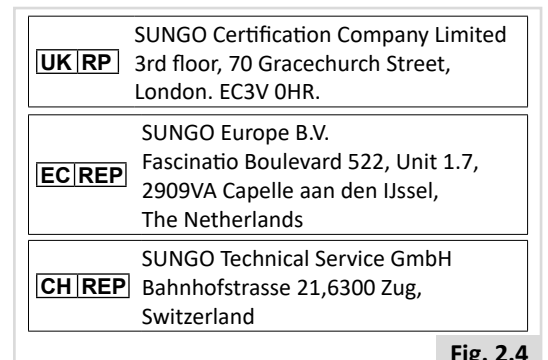 SUNGO Certification Company Limited
UK RP 3rd floor, 70 Gracechurch Street,
London. EC3V 0HR.
SUNGO Europe B.V.
Fascinatio Boulevard 522, Unit 1.7,
EC REP
2909VA Capelle aan den IJssel,
The Netherlands
SUNGO Technical Service GmbH
CH REP Bahnhofstrasse 21,6300 Zug,
Switzerland
Fig. 2.4